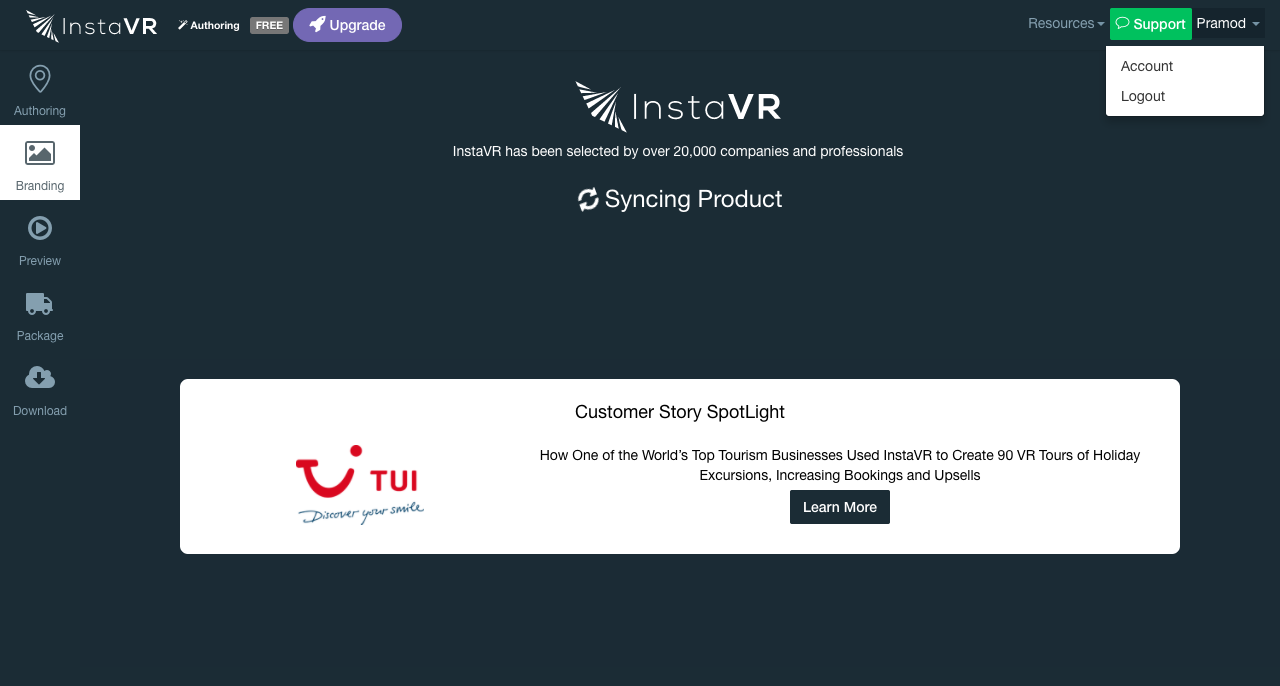 InstaVR
Authoring
FREE
Upgrade
Resources
Support
Pramod
Account
Logout
Authoring
Branding
Preview
Package
Download
InstaVR
InstaVR has been selected by over 20,000 companies and professionals
Syncing Product
Customer Story SpotLight
TUI
Discover your smile
How One of the World’s Top Tourism Businesses Used InstaVR to Create 90 VR Tours of Holiday
Excursions, Increasing Bookings and Upsells
Learn More